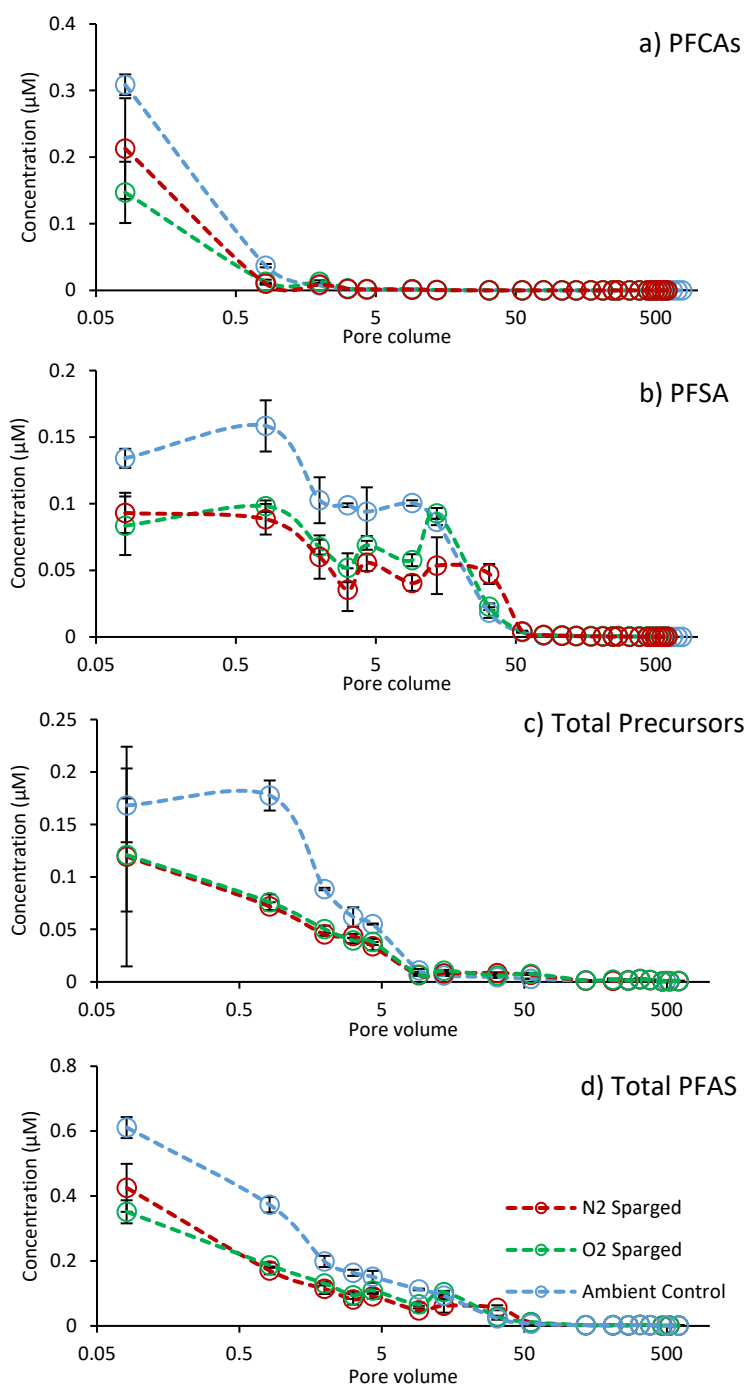 a) PFCAs
Concentration (µM)
0.4
0.3
0.2
0.1
0
0.05 0.5 5 50 500
Pore colume
b) PFSA
Concentration (µM)
0.2
0.15
0.1
0.05
0
0.05 0.5 5 50 500
Pore colume
c) Total Precursors
Concentration (µM)
0.25
0.2
0.15
0.1
0.05
0
0.05 0.5 5 50 500
Pore volume
d) Total PFAS
Concentration (µM)
0.8
0.6
0.4
0.2
0
N2 Sparged
O2 Sparged
Ambient Control
0.05 0.5 5 50 500
Pore volume